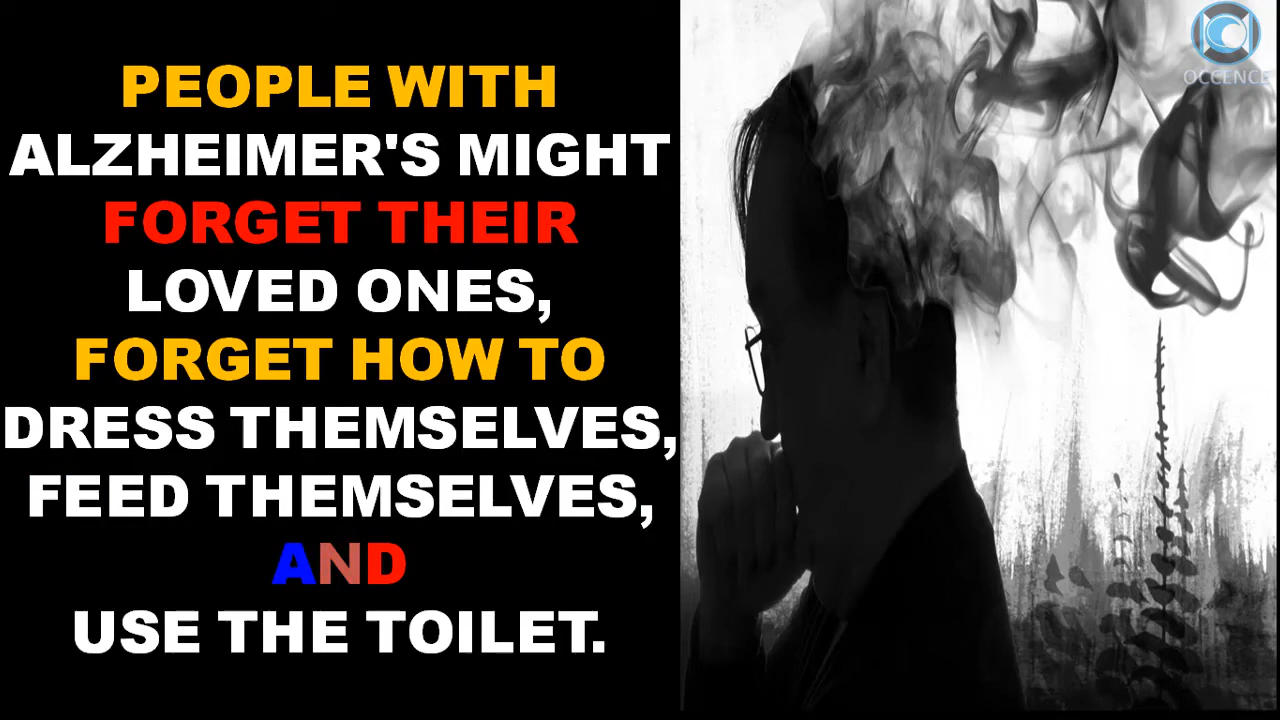 PEOPLE WITH
ALZHEIMER'S MIGHT
FORGET THEIR
LOVED ONES,
FORGET HOW TO
DRESS THEMSELVES,
FEED THEMSELVES,
AND
USE THE TOILET.
OCCENCE